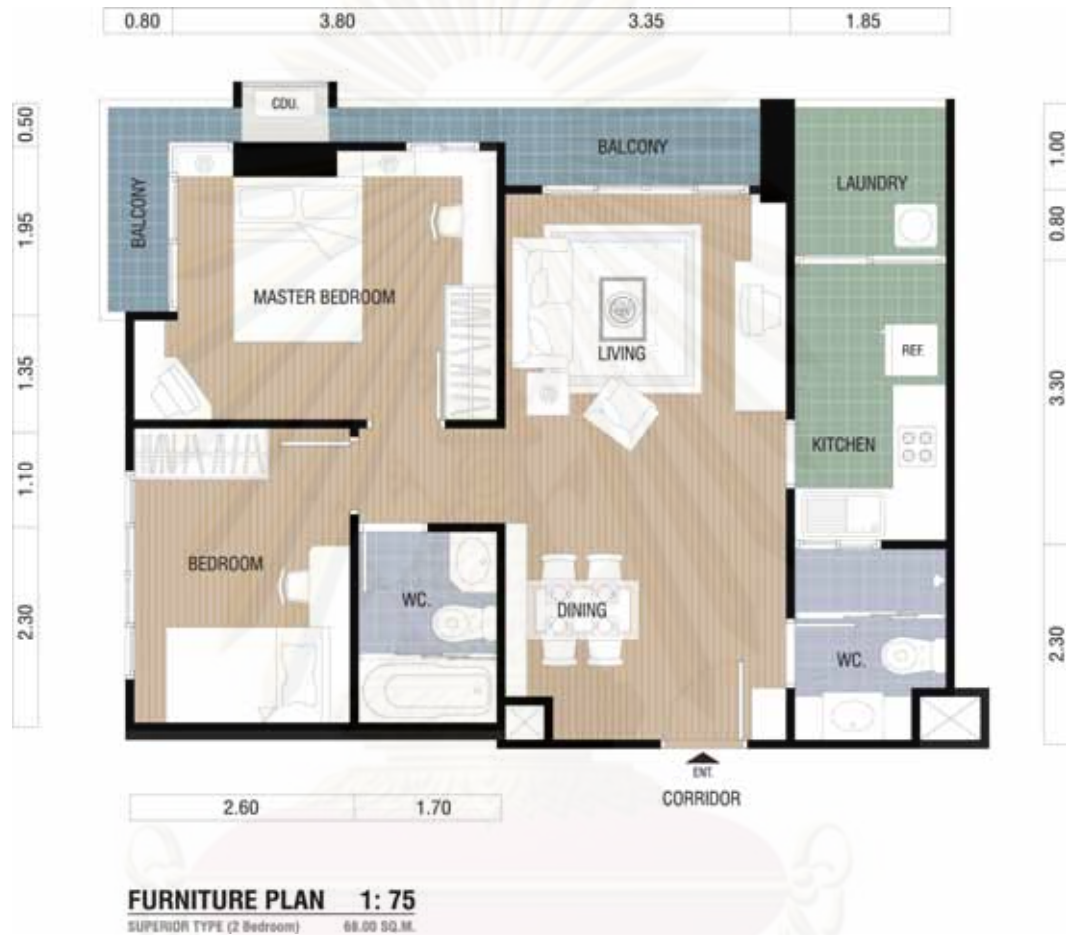 0.80 3.80 3.35 1.85
CDU.
0.50
1.00
BALCONY
LAUNDRY
BALCONY
1.95
0.80
MASTER BEDROOM
LIVING
REF.
1.35
3.30
KITCHEN
1.10
BEDROOM
WC.
DINING
2.30
WC.
2.30
ENT.
CORRIDOR
2.60 1.70
FURNITURE PLAN 1: 75
SUPERIOR TYPE (2 Bedroom) 68.00 SQ.M.